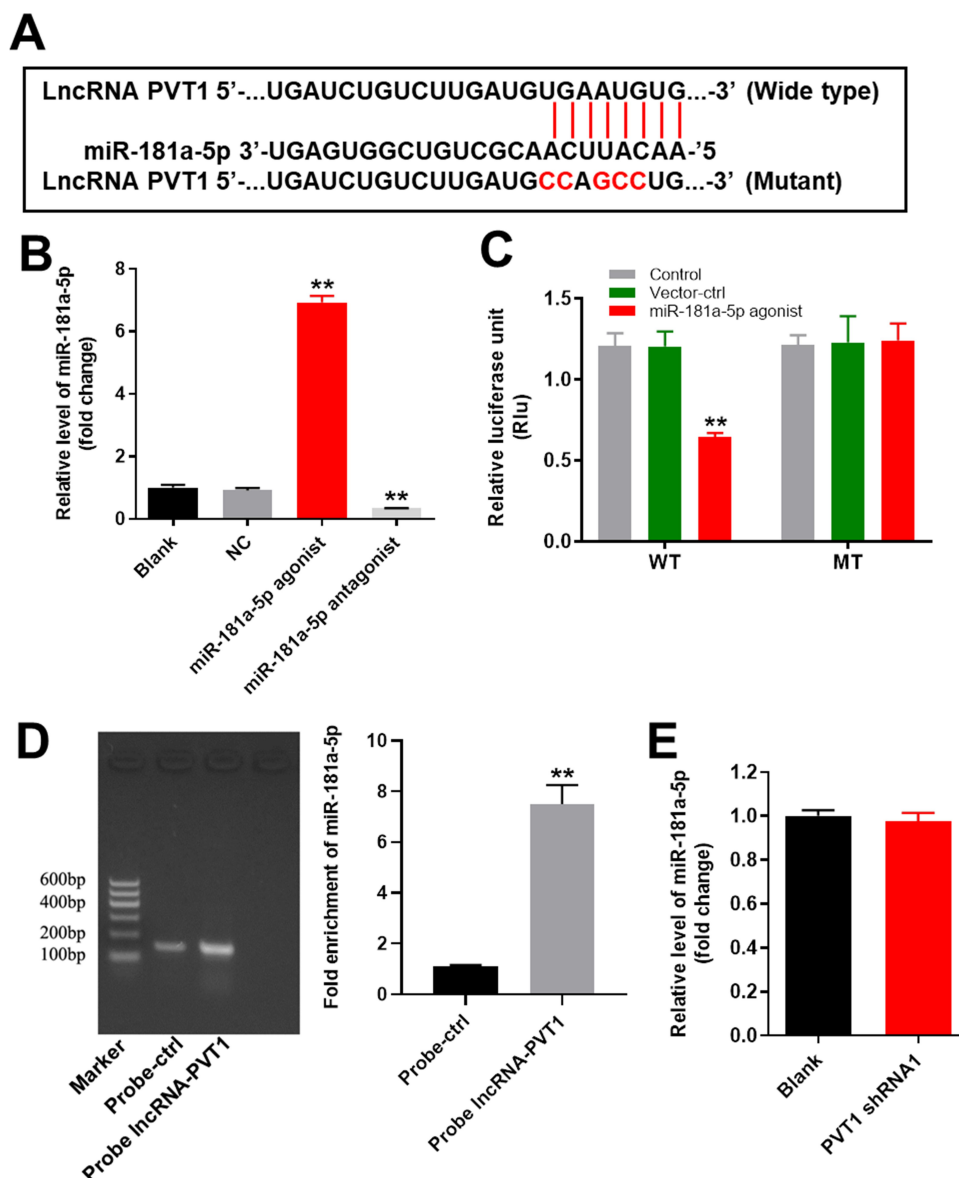 A
LncRNA PVT1 5’-...UGAUCUGUCUUGAUGUGAAUGUG...-3’ (Wide type)
miR-181a-5p 3’-UGAGUGGCUGUCGCAACUUACAA-’5
LncRNA PVT1 5’-...UGAUCUGUCUUGAUGCCAGCCUG...-3’ (Mutant)
B
Relative level of miR-181a-5p
(fold change)
8
6
4
2
0
**
**
Blank
NC
miR-181a-5p agonist
miR-181a-5p antagonist
C
Control
Vector-ctrl
miR-181a-5p agonist
Relative luciferase unit
(Rlu)
1.5
1.0
0.5
0.0
**
WT
MT
D
600bp
400bp
200bp
100bp
Marker
Probe-ctrl
Probe lncRNA-PVT1
Fold enrichment of miR-181a-5p
10
8
6
4
2
0
**
Probe-ctrl
Probe lncRNA-PVT1
E
Relative level of miR-181a-5p
(fold change)
1.2
1.0
0.8
0.6
0.4
0.2
0.0
Blank
PVT1 shRNA1